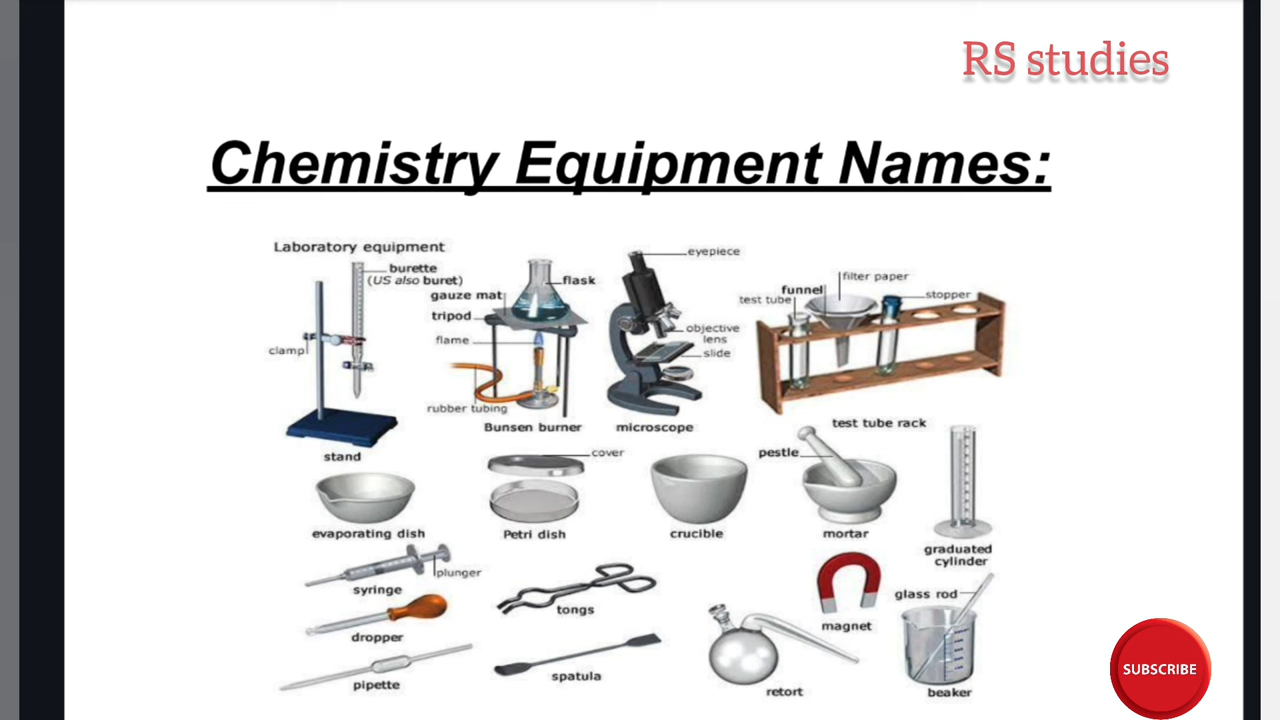 RS studies
Chemistry Equipment Names:
Laboratory equipment
burette
(US also buret)
clamp
stand
gauze mat
flask
tripod
flame
rubber tubing
Bunsen burner
eyepiece
objective
lens
slide
microscope
filter paper
funnel
test tube
stopper
test tube rack
evaporating dish
cover
Petri dish
crucible
pestle
mortar
graduated
cylinder
plunger
syringe
tongs
magnet
glass rod
dropper
pipette
spatula
retort
beaker
SUBSCRIBE